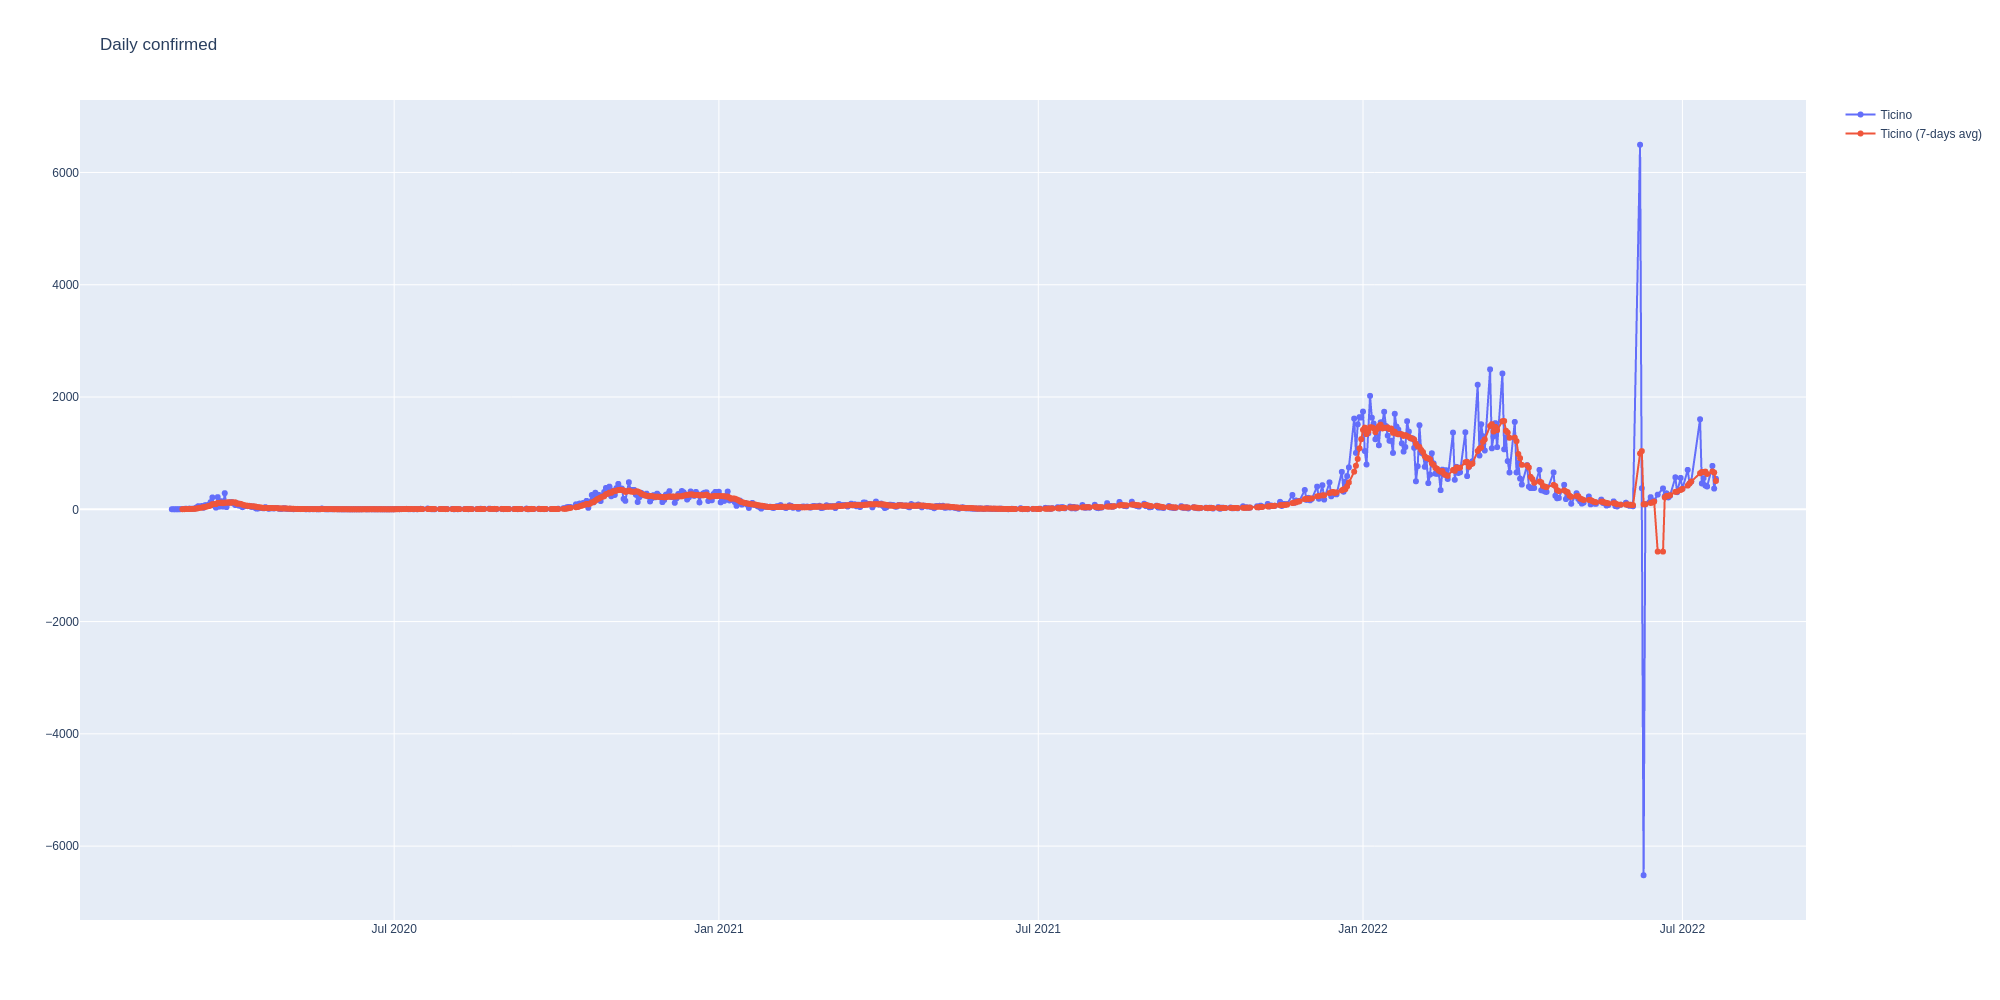 Daily confirmed
Ticino
Ticino (7-days avg)
6000
4000
2000
0
−2000
−4000
−6000
Jul 2020
Jan 2021
Jul 2021
Jan 2022
Jul 2022